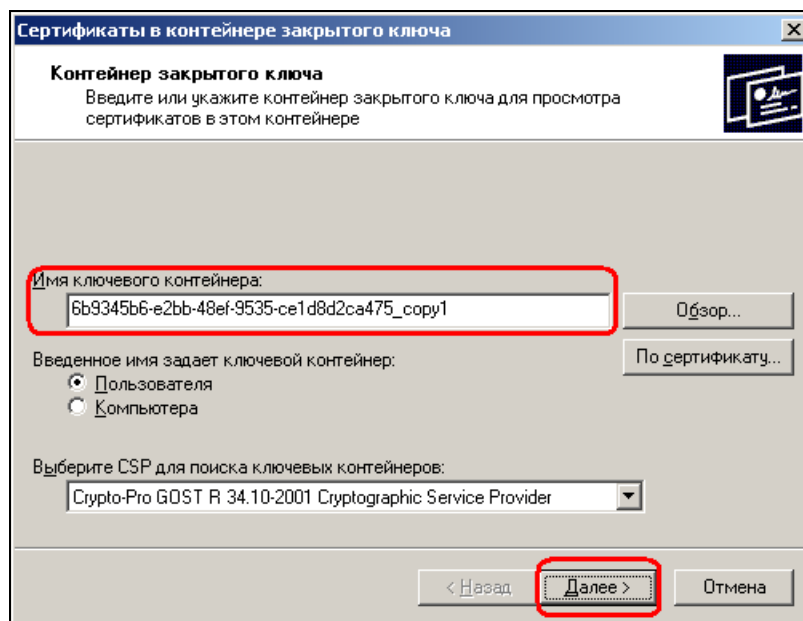 Сертификаты в контейнере закрытого ключа
Контейнер закрытого ключа
Введите или укажите контейнер закрытого ключа для просмотра
сертификатов в этом контейнере
Имя ключевого контейнера:
6b9345b6-e2bb-48ef-9535-ce1d8d2ca475_copy1
Обзор...
Введенное имя задает ключевой контейнер:
По сертификату...
Пользователя
Компьютера
Выберите CSP для поиска ключевых контейнеров:
Crypto-Pro GOST R 34.10-2001 Cryptographic Service Provider
< Назад
Далее >
Отмена